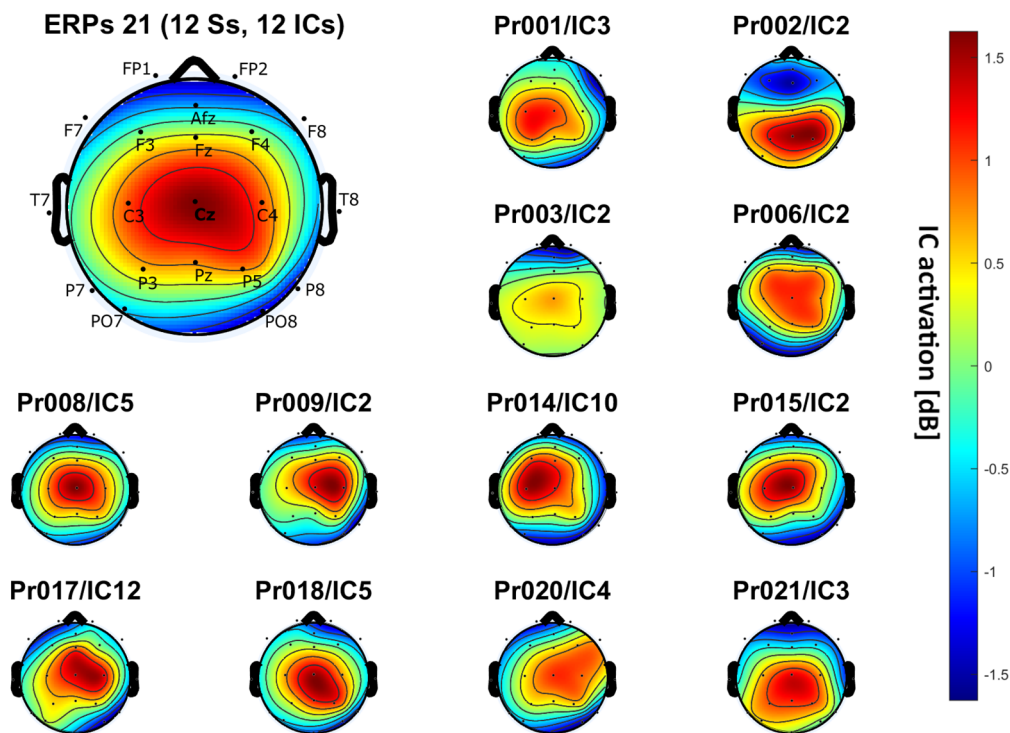 ERPs 21 (12 Ss, 12 ICs)
FP1 FP2
Afz
F7 F3 Fz F4 F8
T7 C3 Cz C4 T8
P7 P3 Pz P5 P8
PO7 PO8
Pr001/IC3 Pr002/IC2
Pr003/IC2 Pr006/IC2
Pr008/IC5 Pr009/IC2 Pr014/IC10 Pr015/IC2
Pr017/IC12 Pr018/IC5 Pr020/IC4 Pr021/IC3
1.5
1
0.5
0
-0.5
-1
-1.5
IC activation [dB]